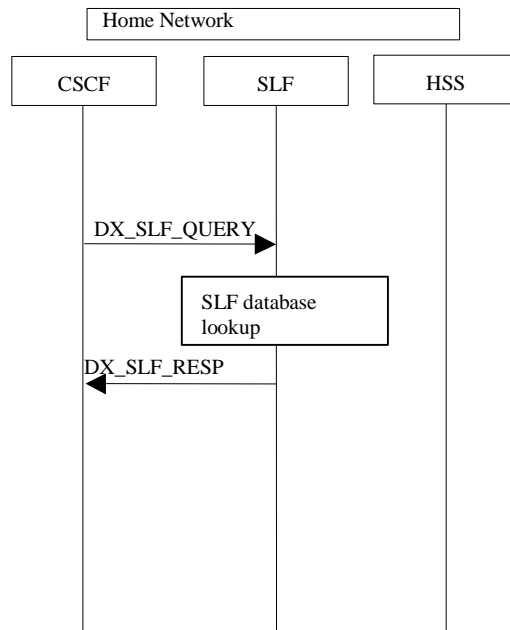 Home Network
CSCF
SLF
HSS
DX_SLF_QUERY
SLF database
lookup
DX_SLF_RESP